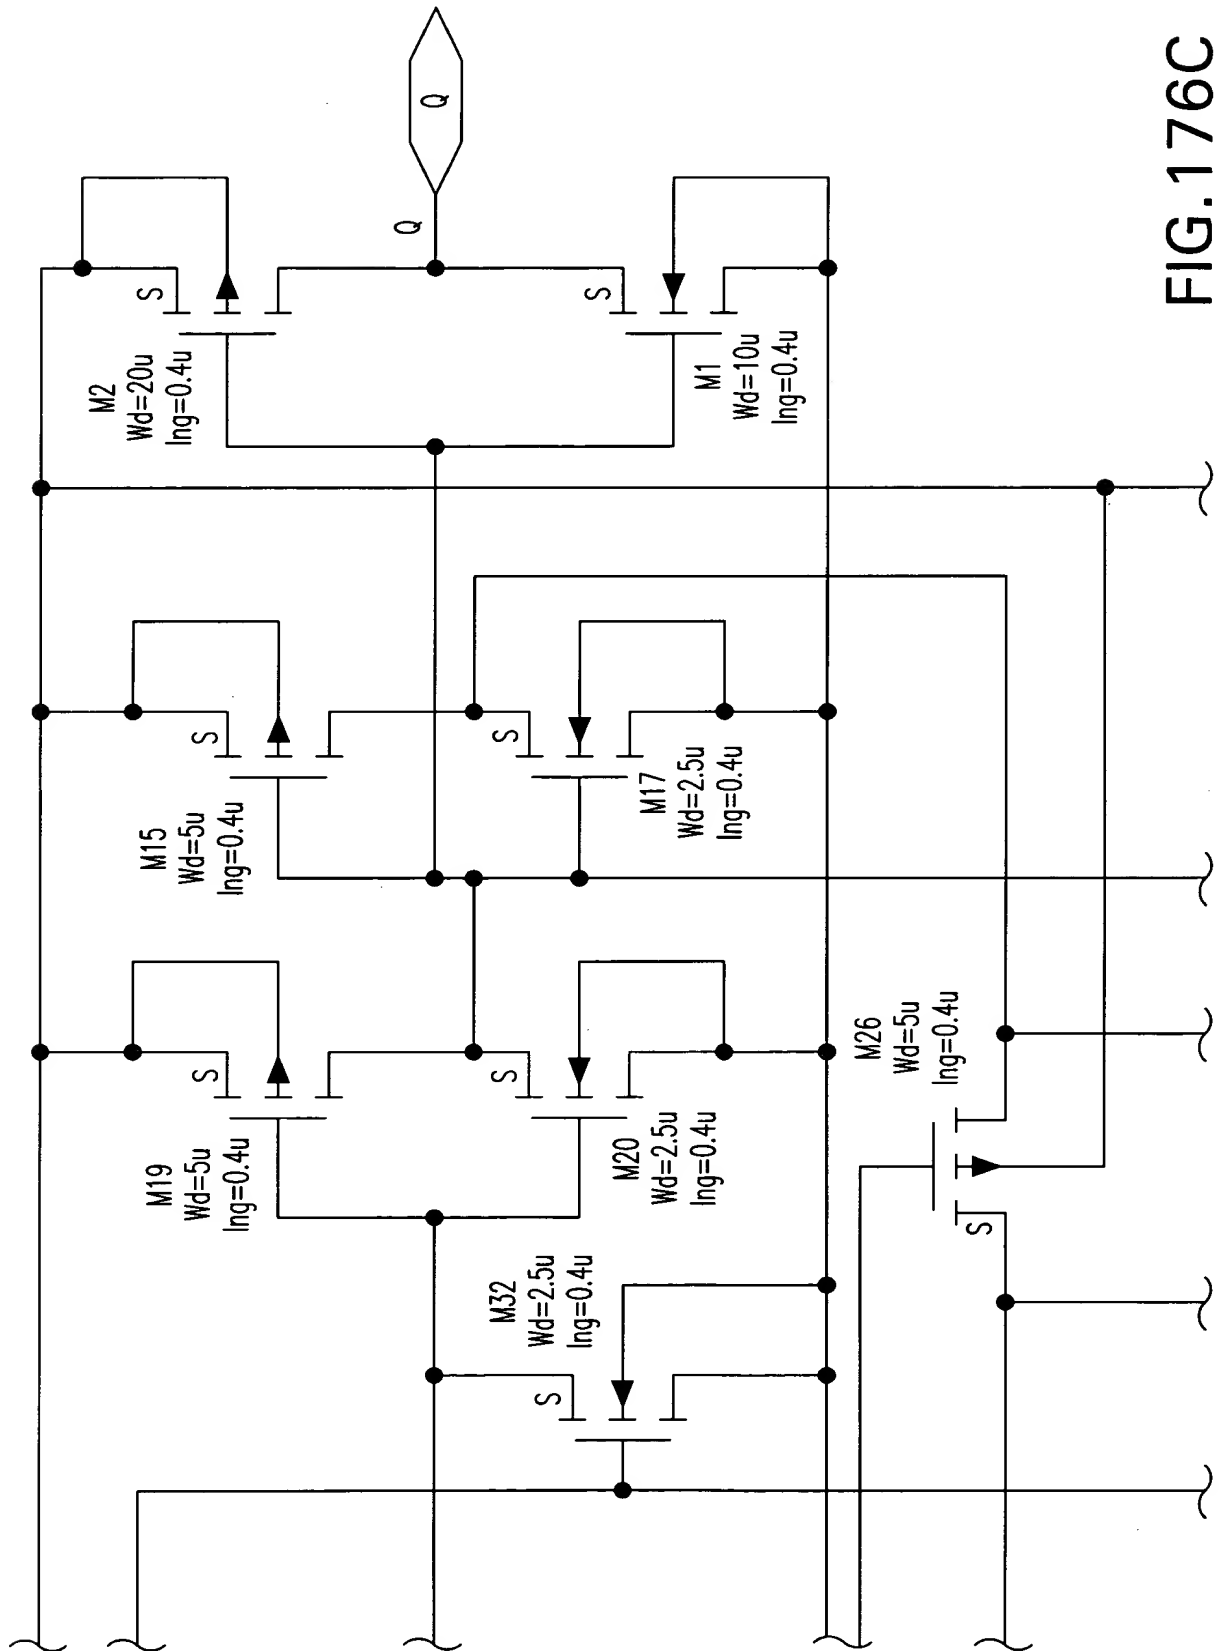 Q
Q
S
M2
Wd=20u
lng=0.4u
S
M1
Wd=10u
lng=0.4u
S
M15
Wd=5u
lng=0.4u
S
M17
Wd=2.5u
lng=0.4u
S
M19
Wd=5u
lng=0.4u
S
M20
Wd=2.5u
lng=0.4u
S
M32
Wd=2.5u
lng=0.4u
M26
Wd=5u
lng=0.4u
S
FIG.176C